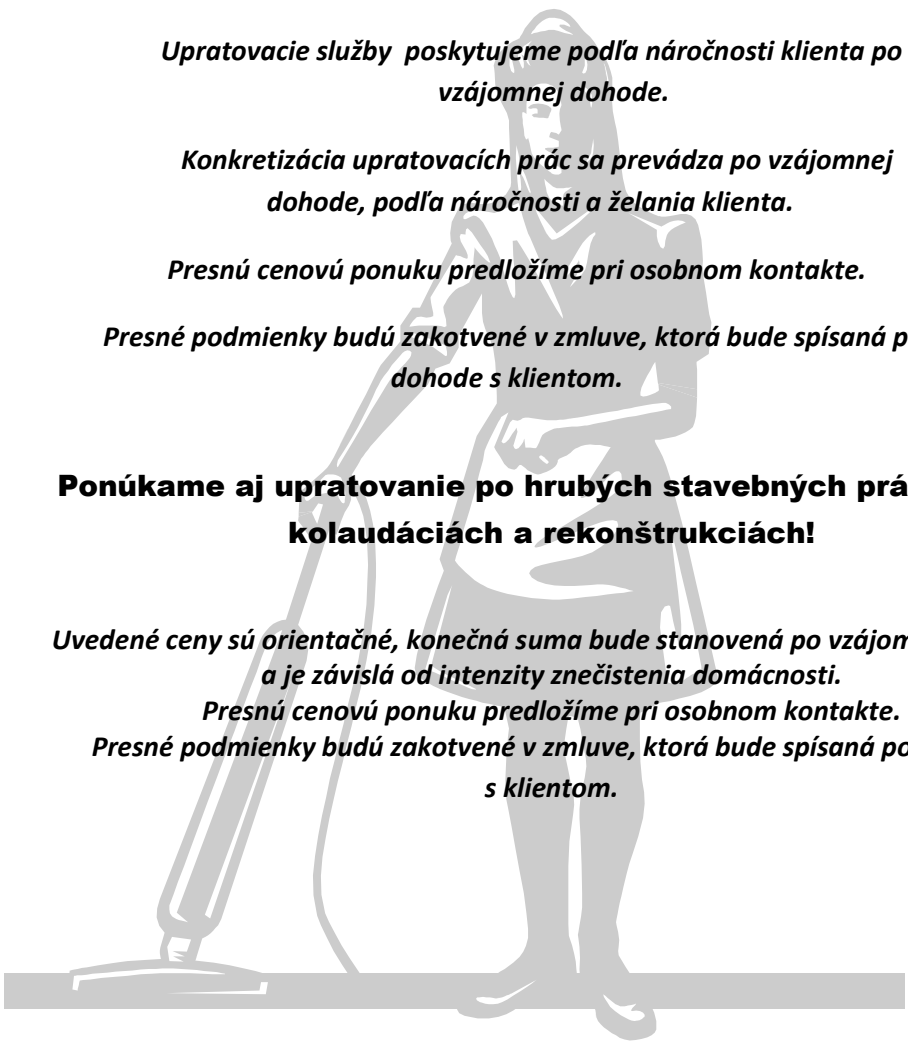 Upratovacie služby poskytujeme podľa náročnosti klienta po
vzájomnej dohode.
Konkretizácia upratovacích prác sa prevádza po vzájomnej
dohode, podľa náročnosti a želania klienta.
Presnú cenovú ponuku predložíme pri osobnom kontakte.
Presné podmienky budú zakotvené v zmluve, ktorá bude spísaná
dohode s klientom.
Ponúkame aj upratovanie po hrubých stavebných
kolaudáciách a rekonštrukciách!
Uvedené ceny sú orientačné, konečná suma bude stanovená po
a je závislá od intenzity znečistenia domácnosti.
Presnú cenovú ponuku predložíme pri osobnom kontakte.
Presné podmienky budú zakotvené v zmluve, ktorá bude spísaná
s klientom.